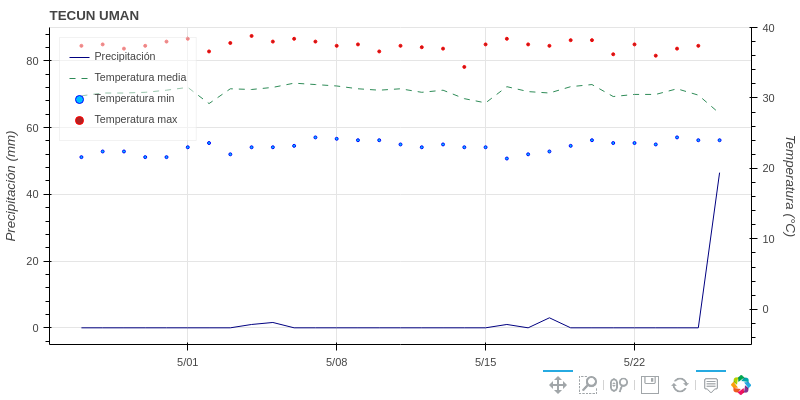 TECUN UMAN
Precipitación
Temperatura media
Temperatura min
Temperatura max
Precipitación (mm)
80
60
40
20
0
40
30
20
10
0
Temperatura (°C)
5/01
5/08
5/15
5/22